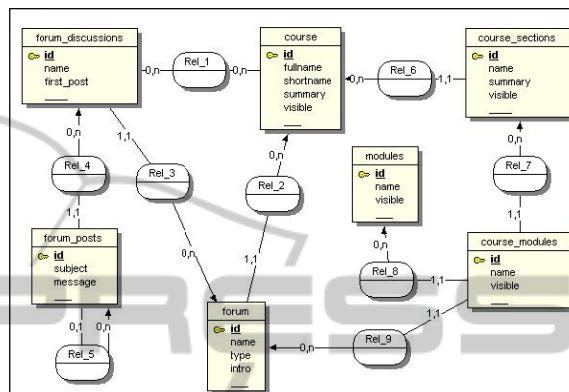 forum_discussions
id
name
first_post
Rel_1
0,n
0,n
course
id
fullname
shortname
summary
visible
0,n
Rel_6
1,1
course_sections
id
name
summary
visible
0,n
Rel_4
1,1
1,1
Rel_3
0,n
0,n
Rel_2
1,1
modules
id
name
visible
0,n
Rel_7
1,1
forum_posts
id
subject
message
0,1
0,n
Rel_5
0,n
Rel_8
1,1
course_modules
id
name
visible
forum
id
name
type
intro
0,n
Rel_9
1,1
PRESS